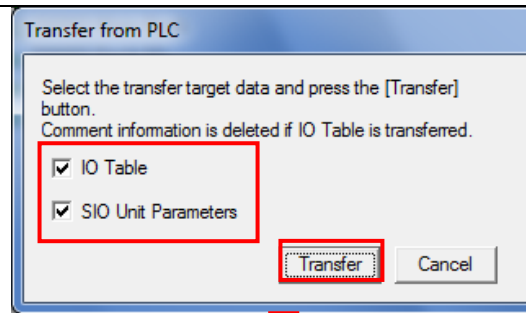 Transfer from PLC
Select the transfer target data and press the [Transfer]
button.
Comment information is deleted if IO Table is transferred.
IO Table
SIO Unit Parameters
Transfer Cancel